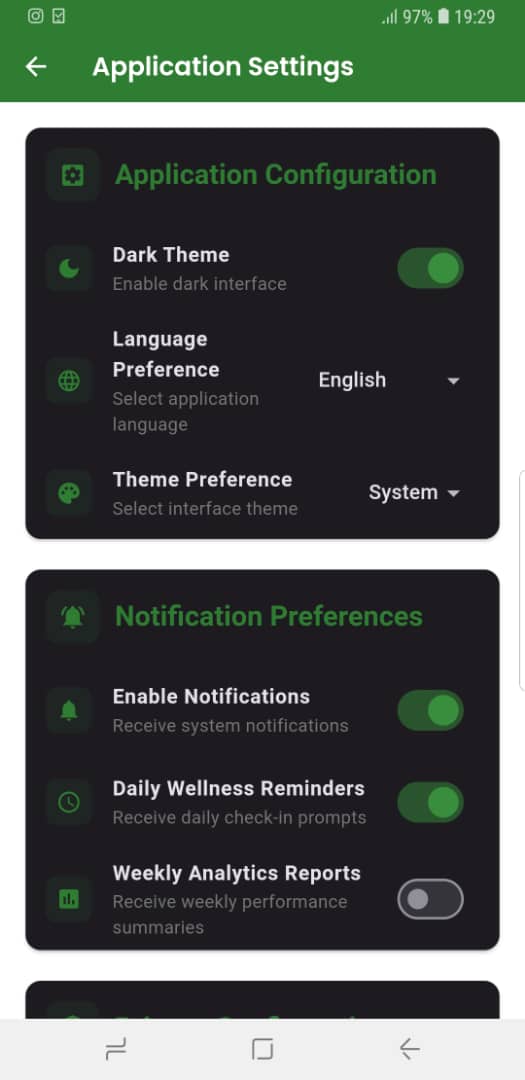 97% 19:29
Application Settings
Application Configuration
Dark Theme
Enable dark interface
Language
Preference
Select application
language
English
Theme Preference
Select interface theme
System
Notification Preferences
Enable Notifications
Receive system notifications
Daily Wellness Reminders
Receive daily check-in prompts
Weekly Analytics Reports
Receive weekly performance
summaries